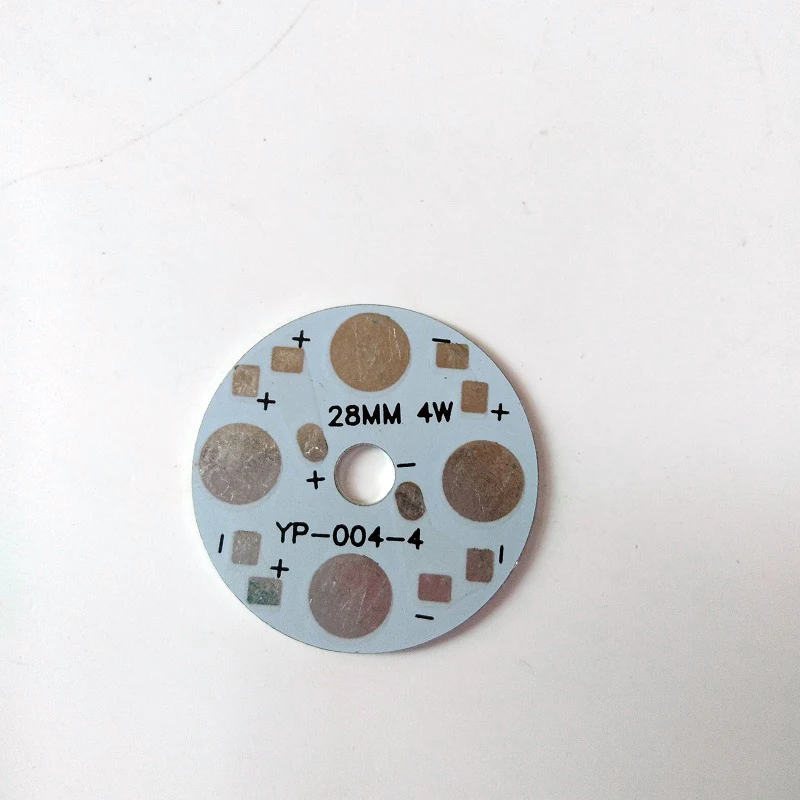 + -
+ +
28MM 4W
+ -
YP-004-4
- + -
-